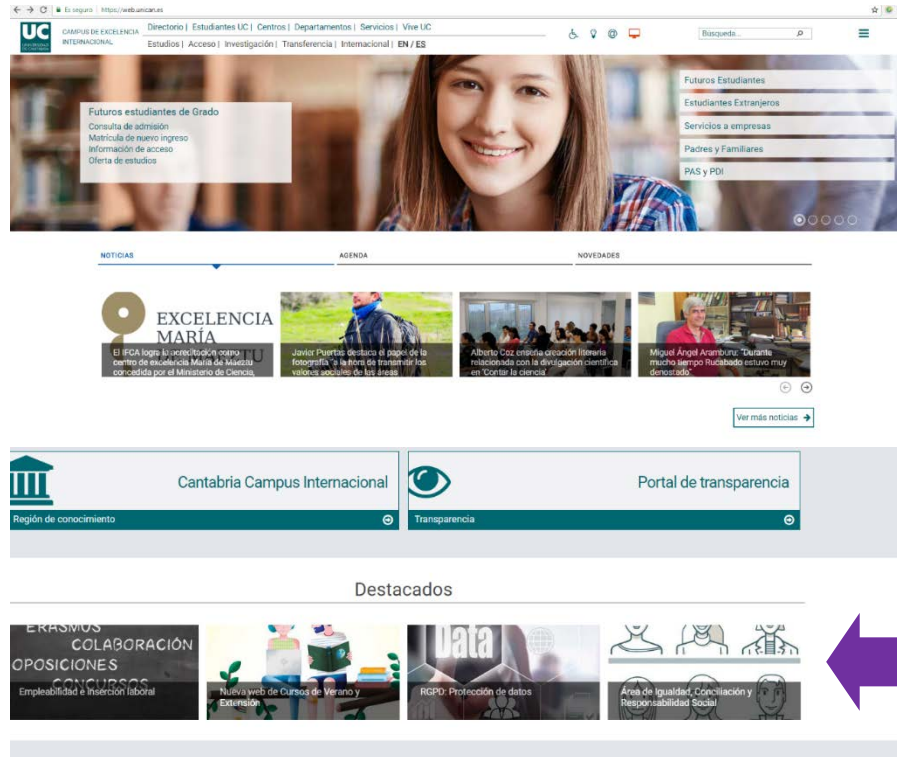 Es seguro | https://web.unican.es
UC
UNIVERSIDAD
DE CANTABRIA
CAMPUS DE EXCELENCIA
INTERNACIONAL
Directorio | Estudiantes UC | Centros | Departamentos | Servicios | Vive UC
Estudios | Acceso | Investigación | Transferencia | Internacional | EN / ES
Búsqueda...
Futuros estudiantes de Grado
Consulta de admisión
Matrícula de nuevo ingreso
Información de acceso
Oferta de estudios
Futuros Estudiantes
Estudiantes Extranjeros
Servicios a empresas
Padres y Familiares
PAS y PDI
NOTICIAS
AGENDA
NOVEDADES
EXCELENCIA
MARÍA
El IFCA logra la acreditación como
centro de excelencia María de Maeztu
concedida por el Ministerio de Ciencia,
Javier Puertas destaca el papel de la
fotografía "a la hora de transmitir los
valores sociales de las áreas
Alberto Coz enseña creación literaria
relacionada con la divulgación científica
en 'Contar la ciencia'
Miguel Ángel Aramburu: "Durante
mucho tiempo Rucabado estuvo muy
denostado"
Ver más noticias
Cantabria Campus Internacional
Región de conocimiento
Portal de transparencia
Transparencia
Destacados
ERASMUS
COLABORACIÓN
OPOSICIONES
CONCURSOS
Empleabilidad e inserción laboral
Nueva web de Cursos de Verano y
Extensión
Data
RGPD: Protección de datos
Área de Igualdad, Conciliación y
Responsabilidad Social